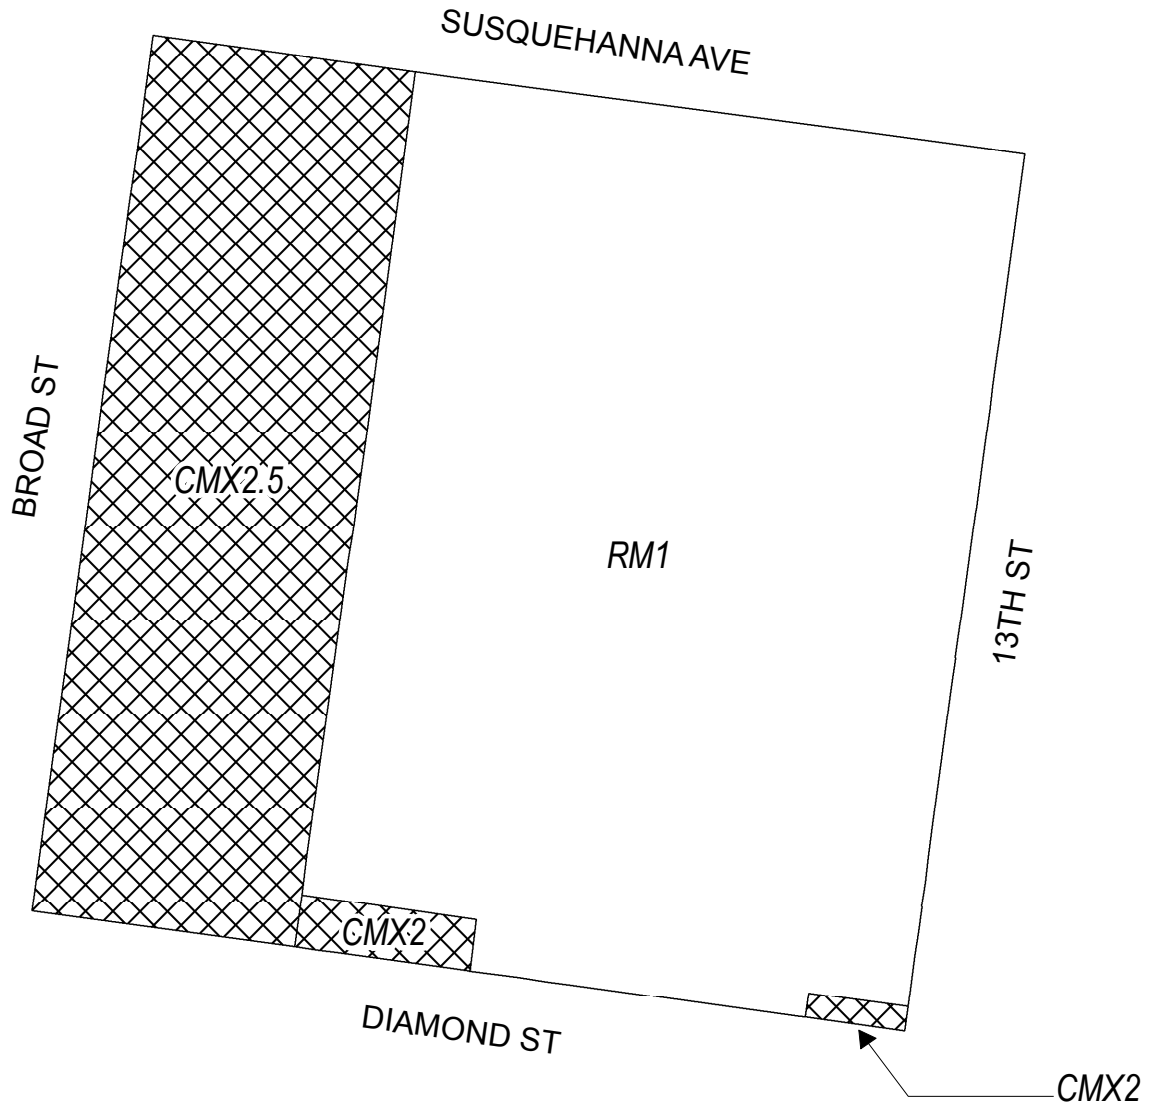 SUSQUEHANNA AVE
BROAD ST
CMX2.5
RM1
13TH ST
CMX2
DIAMOND ST
CMX2